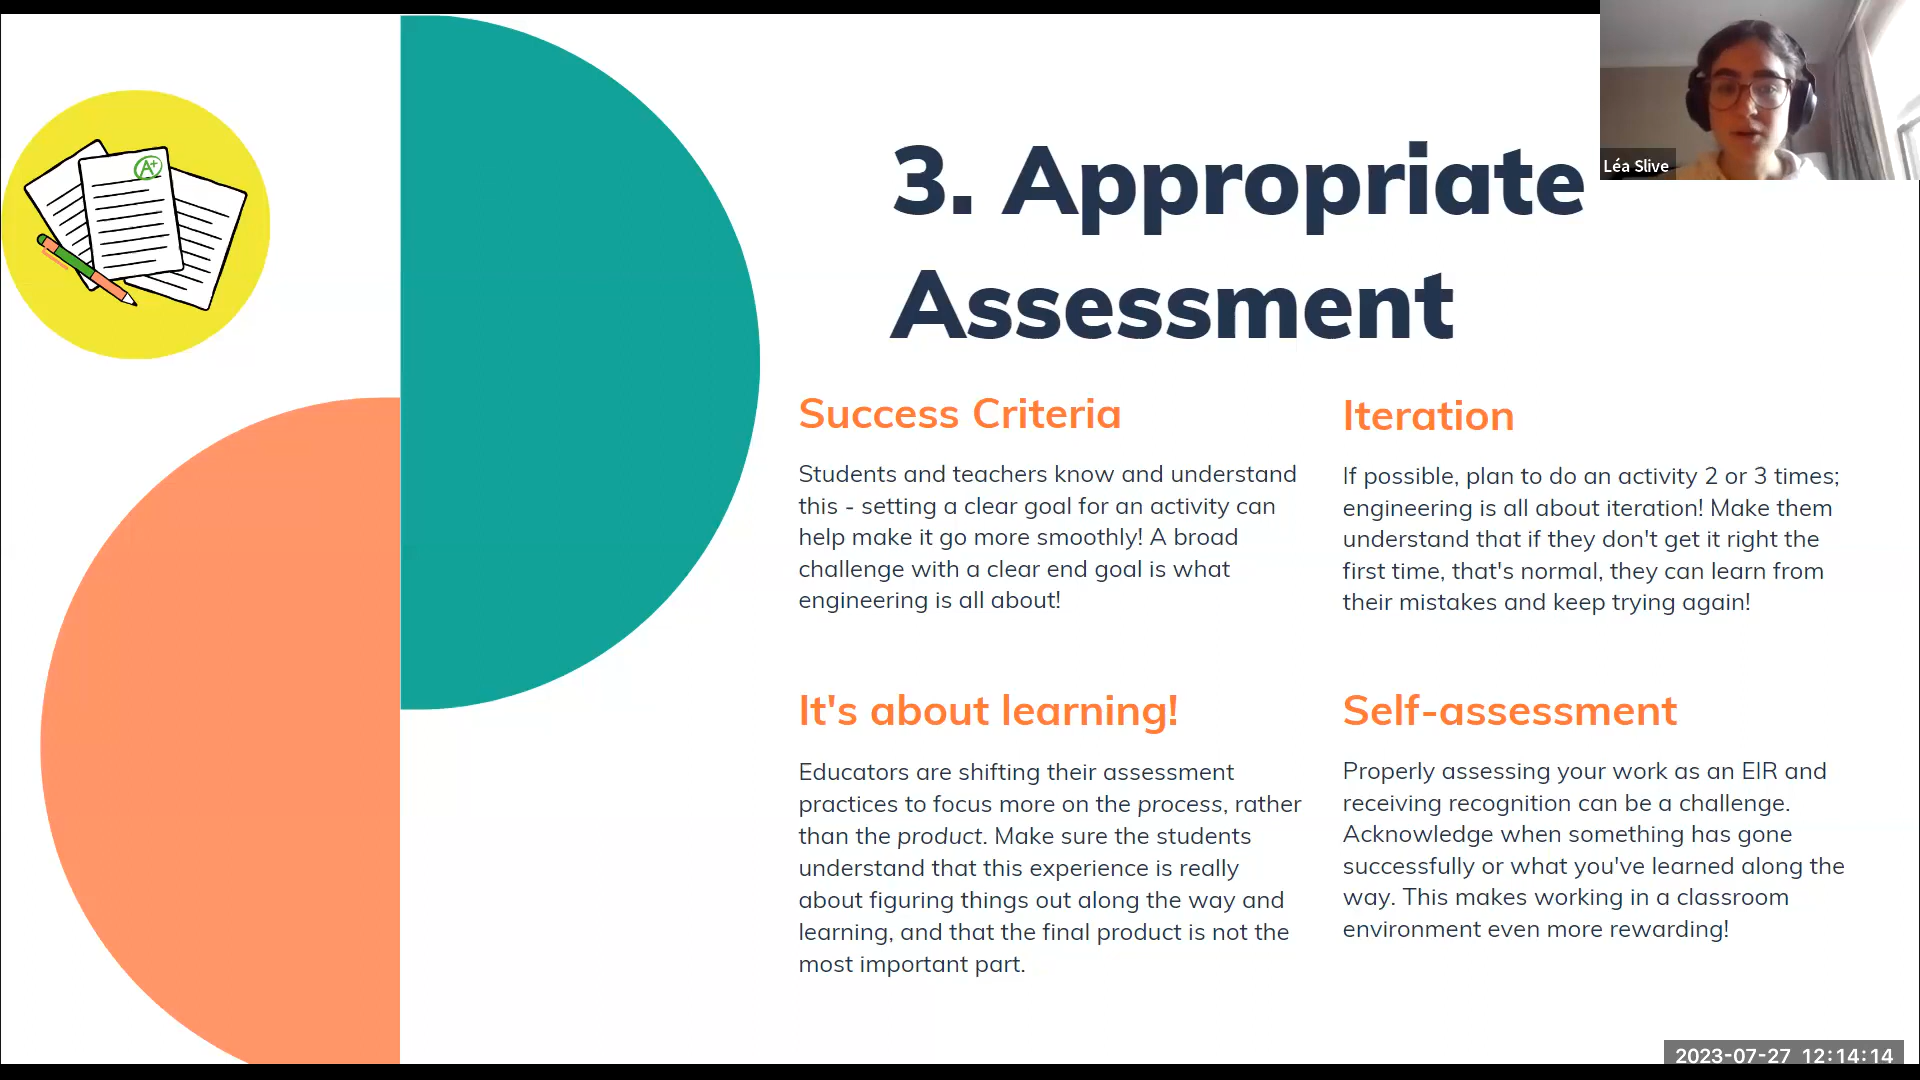 A+
3. Appropriate
Assessment
Léa Slive
Success Criteria
Students and teachers know and understand
this - setting a clear goal for an activity can
help make it go more smoothly! A broad
challenge with a clear end goal is what
engineering is all about!
Iteration
If possible, plan to do an activity 2 or 3 times;
engineering is all about iteration! Make them
understand that if they don't get it right the
first time, that's normal, they can learn from
their mistakes and keep trying again!
It's about learning!
Educators are shifting their assessment
practices to focus more on the process, rather
than the product. Make sure the students
understand that this experience is really
about figuring things out along the way and
learning, and that the final product is not the
most important part.
Self-assessment
Properly assessing your work as an EIR and
receiving recognition can be a challenge.
Acknowledge when something has gone
successfully or what you've learned along the
way. This makes working in a classroom
environment even more rewarding!
2023-07-27 12:14:14